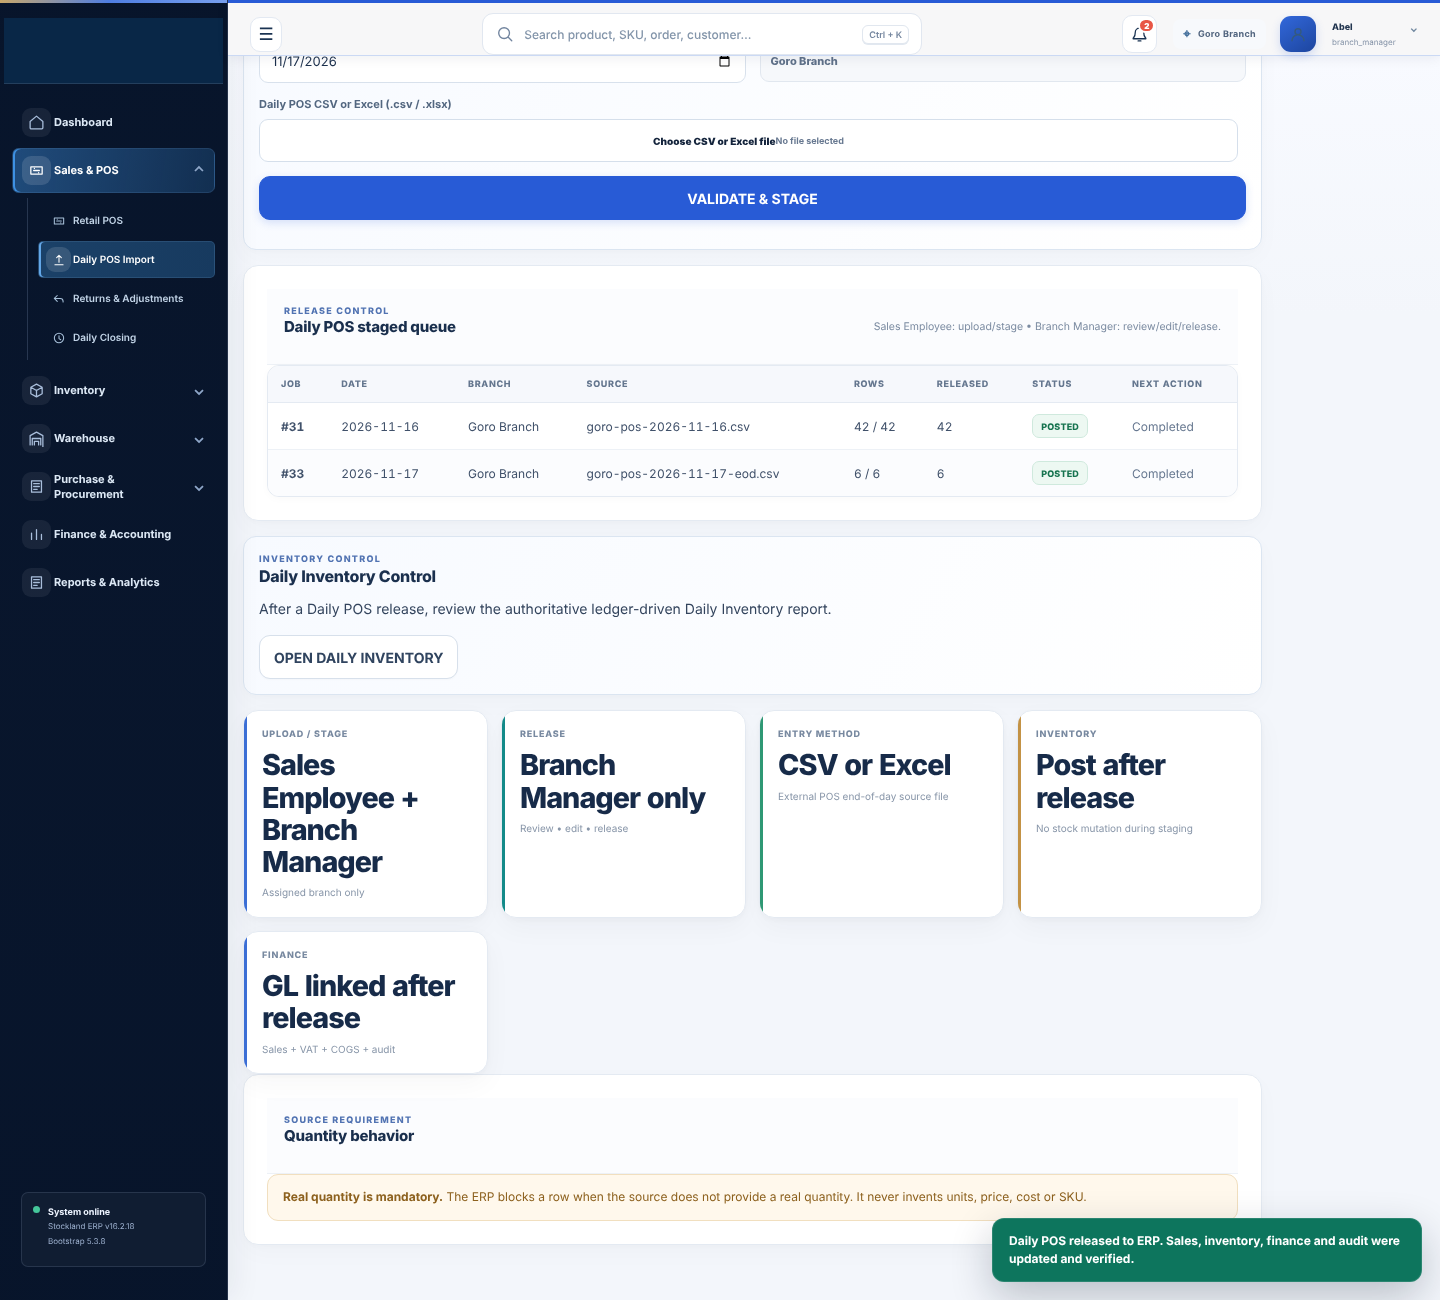 Search product, SKU, order, customer...
Ctrl + K
2
Goro Branch
Abel
branch_manager
Dashboard
Sales & POS
Retail POS
Daily POS Import
Returns & Adjustments
Daily Closing
Inventory
Warehouse
Purchase &
Procurement
Finance & Accounting
Reports & Analytics
System online
Stockland ERP v16.2.18
Bootstrap 5.3.8
11/17/2026
Goro Branch
Daily POS CSV or Excel (.csv / .xlsx)
Choose CSV or Excel file No file selected
VALIDATE & STAGE
RELEASE CONTROL
Daily POS staged queue
Sales Employee: upload/stage • Branch Manager: review/edit/release.
JOB DATE BRANCH SOURCE ROWS RELEASED STATUS NEXT ACTION
#31 2026-11-16 Goro Branch goro-pos-2026-11-16.csv 42 / 42 42 POSTED Completed
#33 2026-11-17 Goro Branch goro-pos-2026-11-17-eod.csv 6 / 6 6 POSTED Completed
INVENTORY CONTROL
Daily Inventory Control
After a Daily POS release, review the authoritative ledger-driven Daily Inventory report.
OPEN DAILY INVENTORY
UPLOAD / STAGE
Sales
Employee +
Branch
Manager
Assigned branch only
RELEASE
Branch
Manager only
Review • edit • release
ENTRY METHOD
CSV or Excel
External POS end-of-day source file
INVENTORY
Post after
release
No stock mutation during staging
FINANCE
GL linked after
release
Sales + VAT + COGS + audit
SOURCE REQUIREMENT
Quantity behavior
Real quantity is mandatory. The ERP blocks a row when the source does not provide a real quantity. It never invents units, price, cost or SKU.
Daily POS released to ERP. Sales, inventory, finance and audit were
updated and verified.